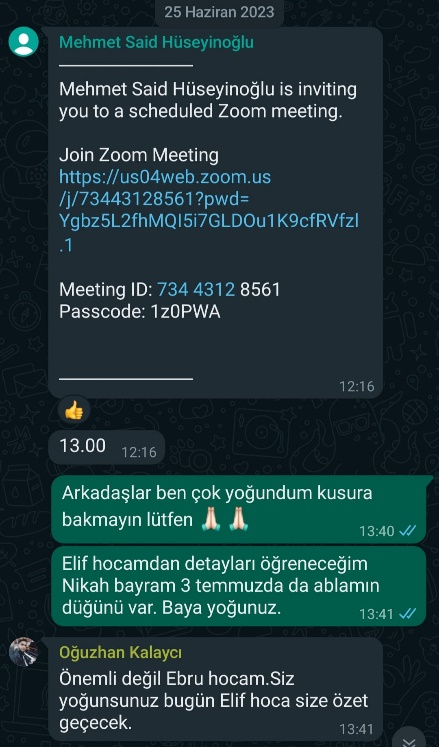 25 Haziran 2023
Mehmet Said Hüseyinoğlu
Mehmet Said Hüseyinoğlu is inviting
you to a scheduled Zoom meeting.
Join Zoom Meeting
https://us04web.zoom.us
/j/73443128561?pwd=
Ygbz5L2fhMQI5i7GLDOu1K9cfRVfzI
.1
Meeting ID: 734 4312 8561
Passcode: 1z0PWA
12:16
👍
13.00 12:16
Arkadaşlar ben çok yoğundum kusura
bakmayın lütfen 🙏🏻 🙏🏻
13:40
Elif hocamdan detayları öğreneceğim
Nikah bayram 3 temmuzda da ablamın
düğünü var. Baya yoğunuz.
13:41
Oğuzhan Kalaycı
Önemli değil Ebru hocam.Siz
yoğunsunuz bugün Elif hoca size özet
geçecek.
13:41